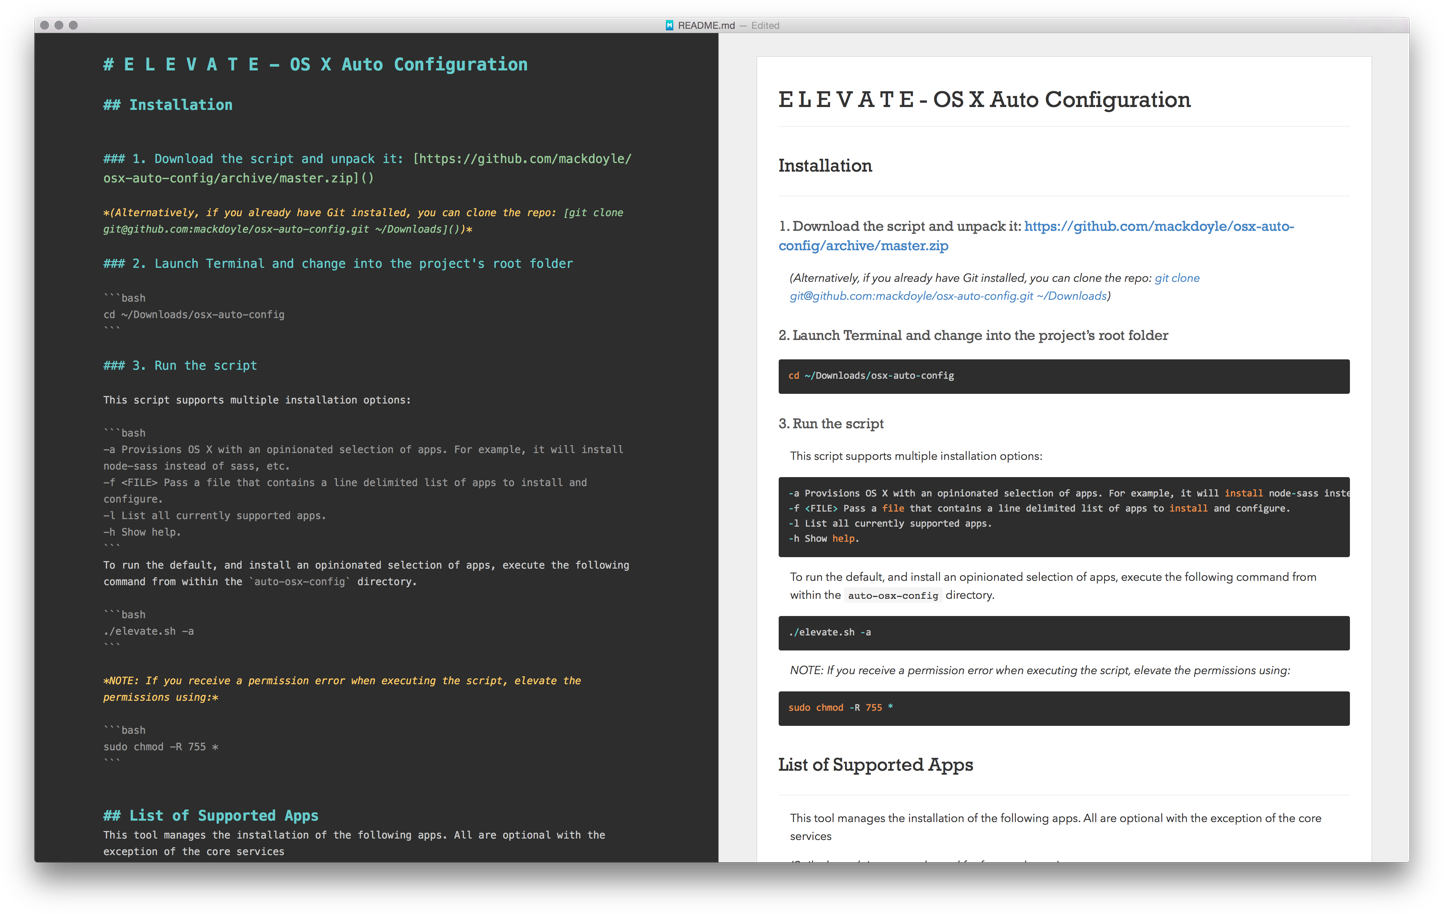 README.md — Edited
# E L E V A T E – OS X Auto Configuration
## Installation
### 1. Download the script and unpack it: [https://github.com/mackdoyle/
osx-auto-config/archive/master.zip]()
*(Alternatively, if you already have Git installed, you can clone the repo: [git clone
git@github.com:mackdoyle/osx-auto-config.git ~/Downloads]())*
### 2. Launch Terminal and change into the project's root folder
```bash
cd ~/Downloads/osx-auto-config
```
### 3. Run the script
This script supports multiple installation options:
```bash
-a Provisions OS X with an opinionated selection of apps. For example, it will install
node-sass instead of sass, etc.
-f <FILE> Pass a file that contains a line delimited list of apps to install and
configure.
-l List all currently supported apps.
-h Show help.
```
To run the default, and install an opinionated selection of apps, execute the following
command from within the `auto-osx-config` directory.
```bash
./elevate.sh -a
```
*NOTE: If you receive a permission error when executing the script, elevate the
permissions using:*
```bash
sudo chmod -R 755 *
```
## List of Supported Apps
This tool manages the installation of the following apps. All are optional with the
exception of the core services
E L E V A T E - OS X Auto Configuration
Installation
1. Download the script and unpack it: https://github.com/mackdoyle/osx-auto-
config/archive/master.zip
(Alternatively, if you already have Git installed, you can clone the repo: git clone
git@github.com:mackdoyle/osx-auto-config.git ~/Downloads)
2. Launch Terminal and change into the project's root folder
cd ~/Downloads/osx-auto-config
3. Run the script
This script supports multiple installation options:
-a Provisions OS X with an opinionated selection of apps. For example, it will install node-sass inste
-f <FILE> Pass a file that contains a line delimited list of apps to install and configure.
-l List all currently supported apps.
-h Show help.
To run the default, and install an opinionated selection of apps, execute the following command from
within the auto-osx-config directory.
./elevate.sh -a
NOTE: If you receive a permission error when executing the script, elevate the permissions using:
sudo chmod -R 755 *
List of Supported Apps
This tool manages the installation of the following apps. All are optional with the exception of the core
services